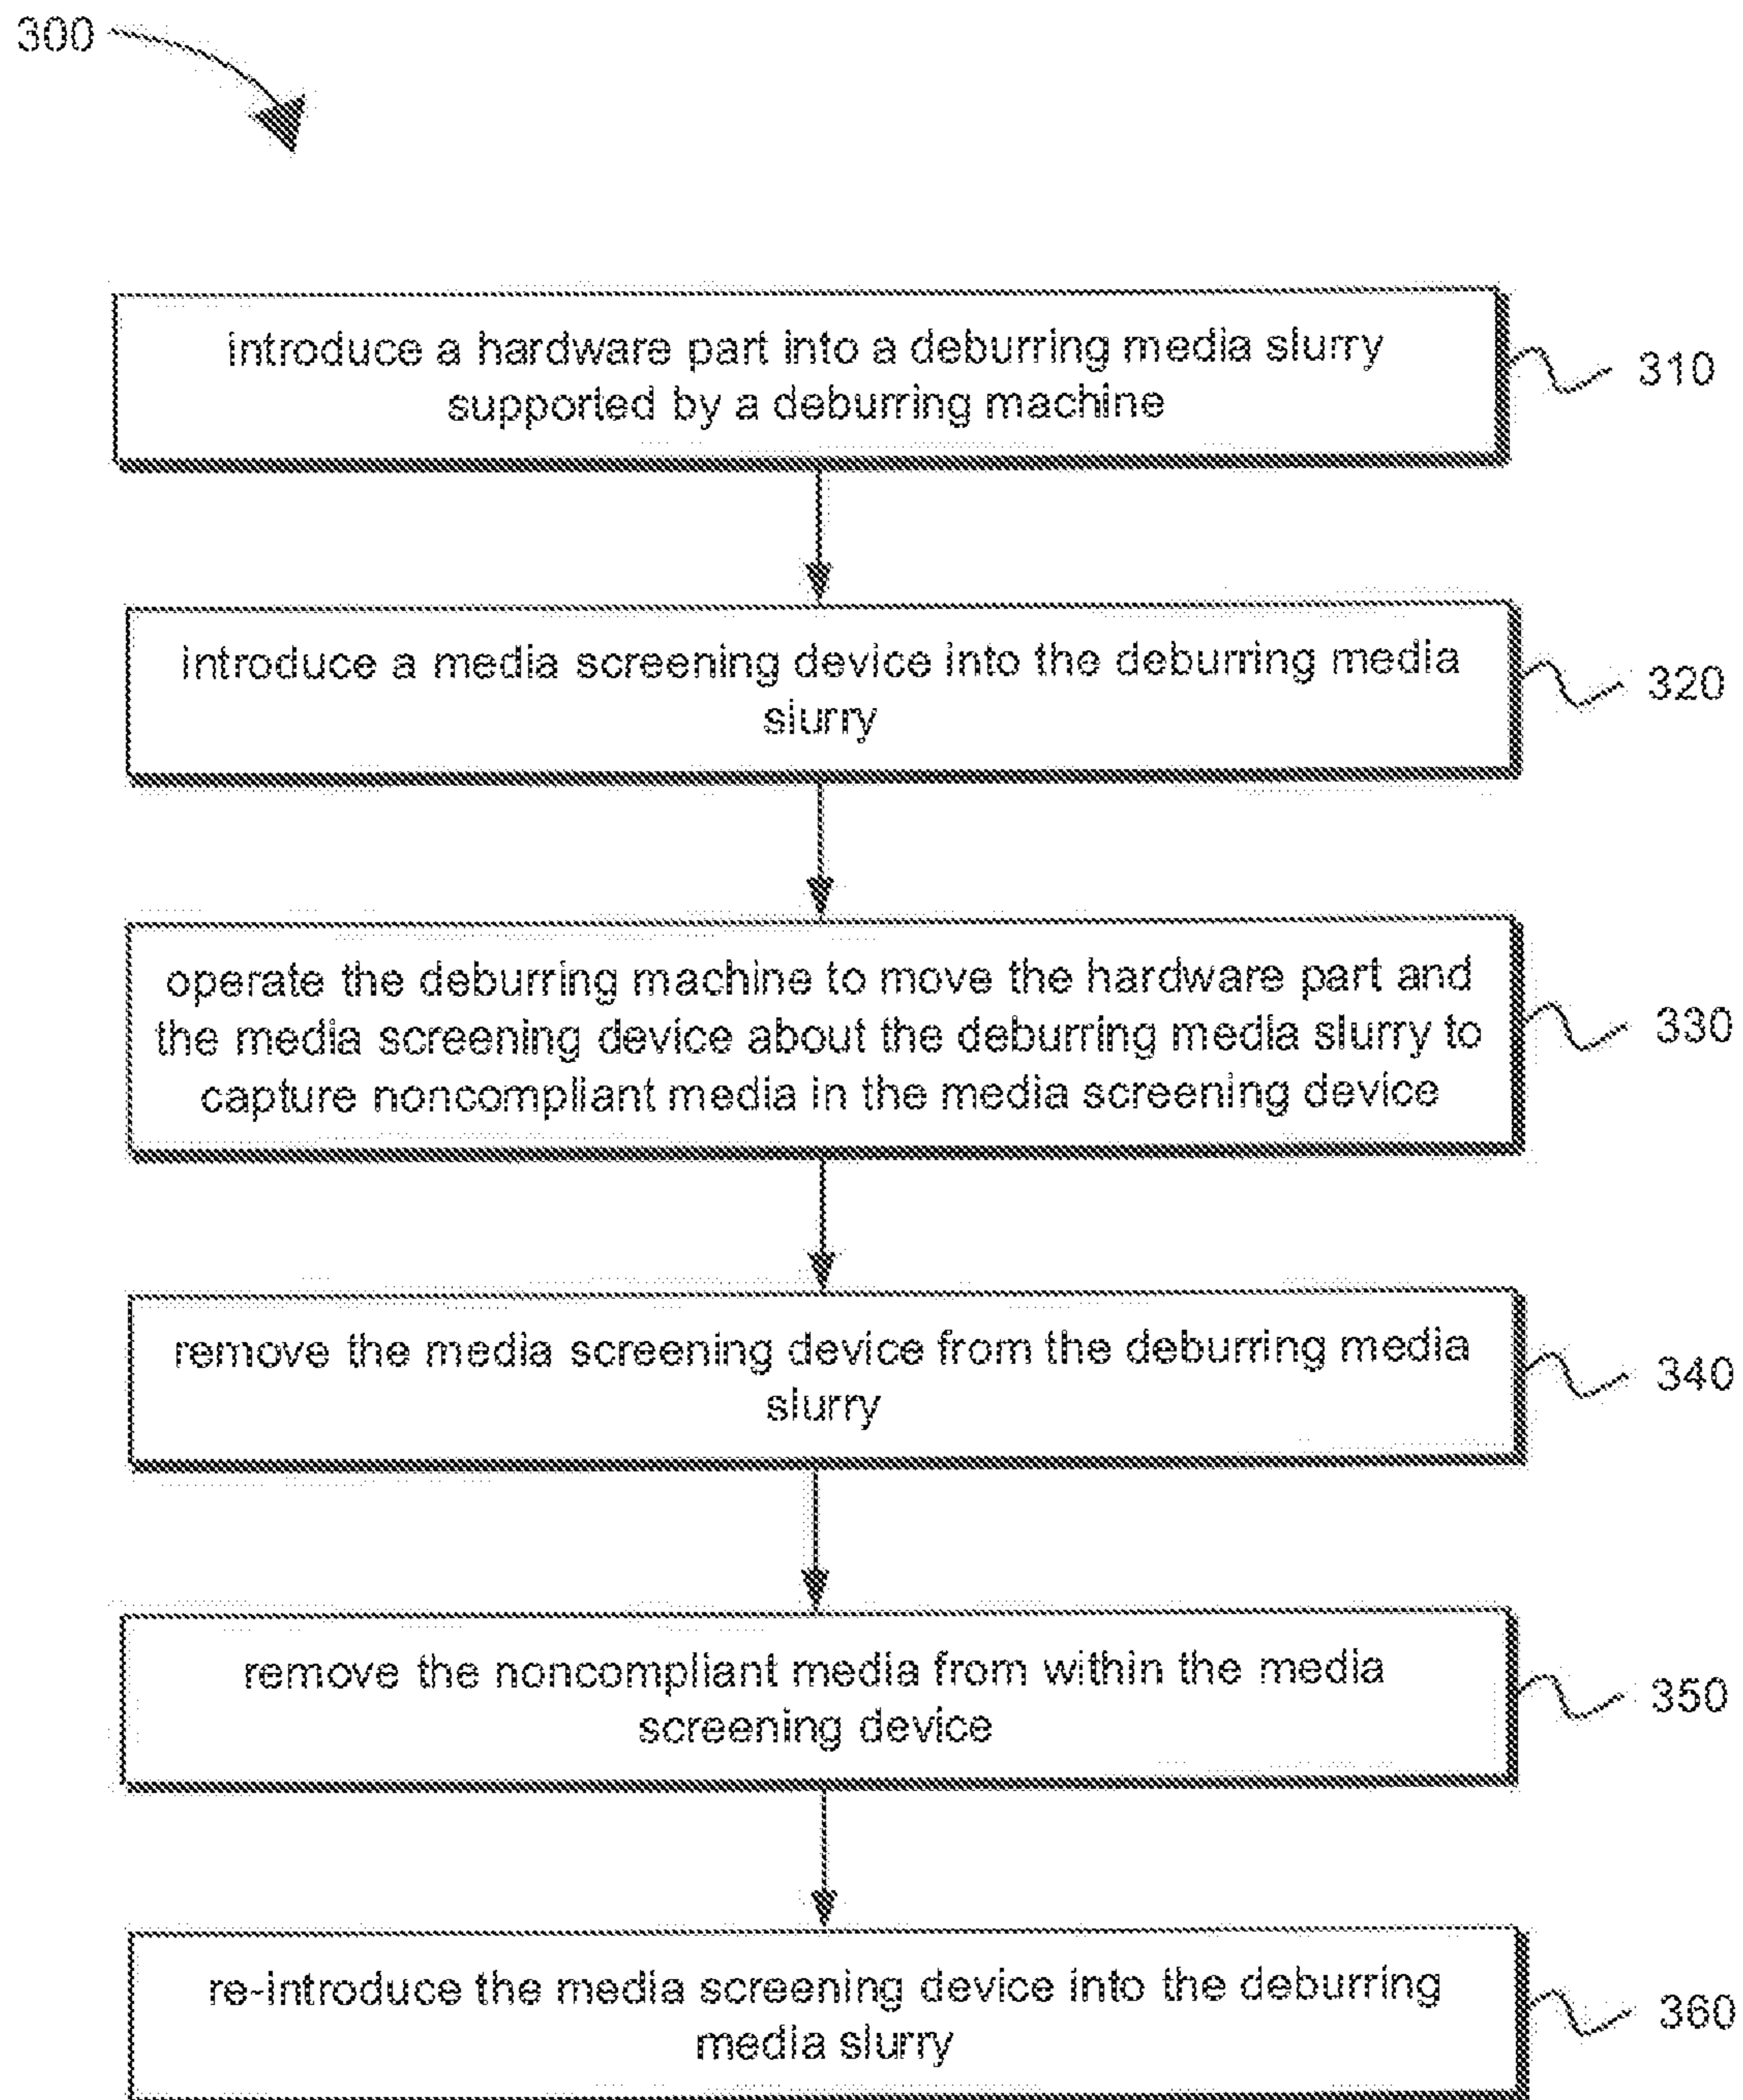 300
introduce a hardware part into a deburring media slurry
supported by a deburring machine
310
introduce a media screening device into the deburring media
slurry
320
operate the deburring machine to move the hardware part and
the media screening device about the deburring media slurry to
capture noncompliant media in the media screening device
330
remove the media screening device from the deburring media
slurry
340
remove the noncompliant media from within the media
screening device
350
re-introduce the media screening device into the deburring
media slurry
360